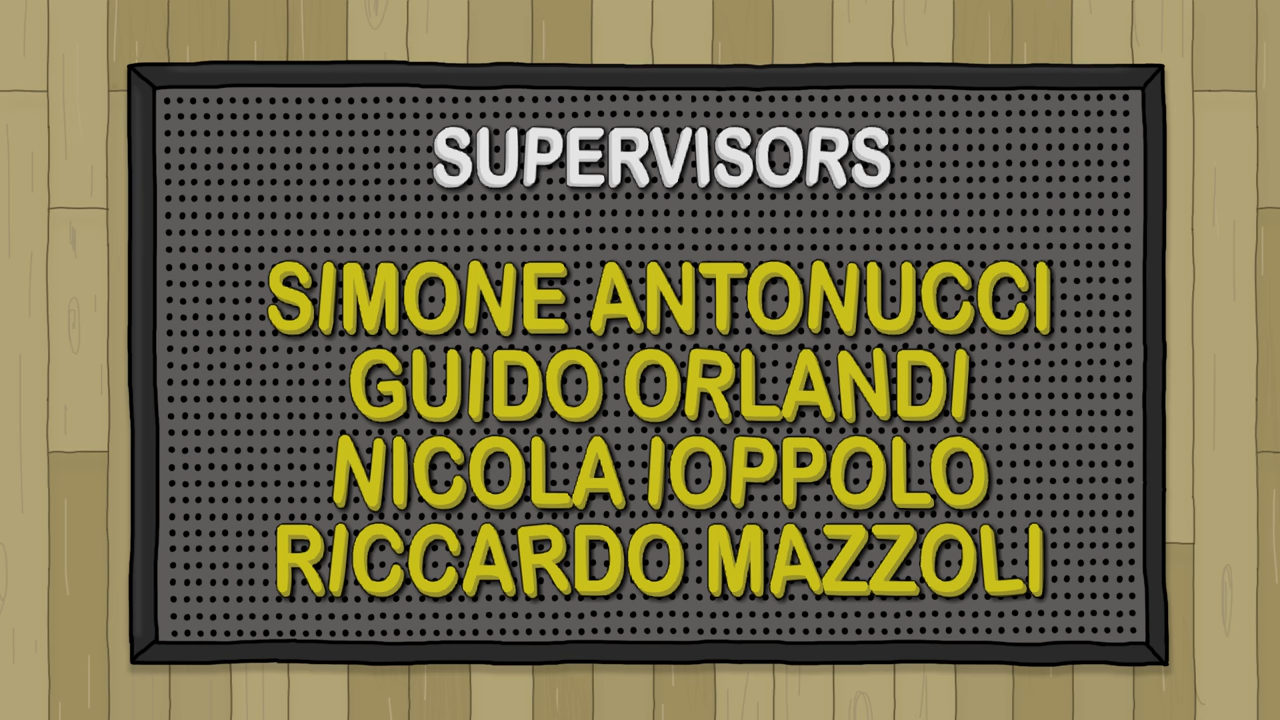 SUPERVISORS
SIMONE ANTONUCCI
GUIDO ORLANDI
NICOLA IOPPOLO
RICCARDO MAZZOLI